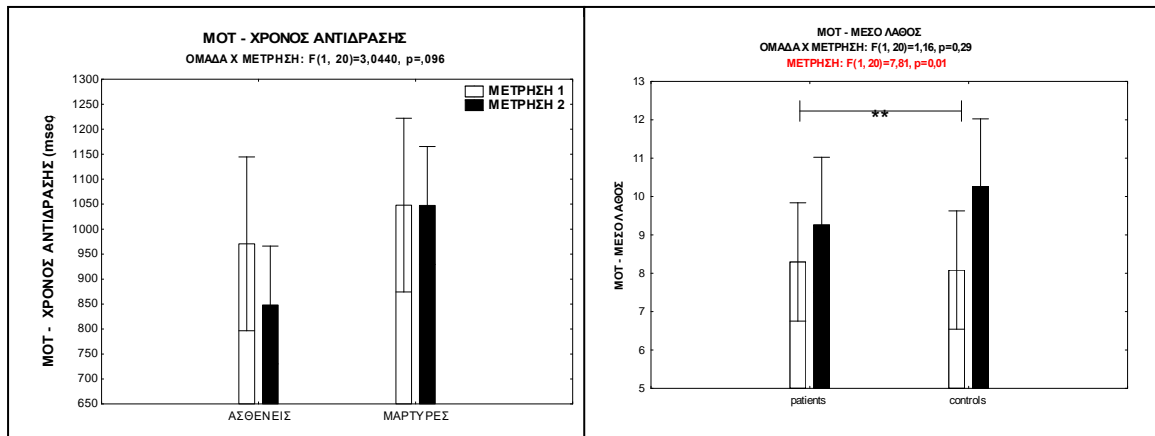 ΜΟΤ - ΧΡΟΝΟΣ ΑΝΤΙΔΡΑΣΗΣ
ΟΜΑΔΑ Χ ΜΕΤΡΗΣΗ: F(1, 20)=3,0440, p=,096
ΜΟΤ - ΧΡΟΝΟΣ ΑΝΤΙΔΡΑΣΗΣ (msec)
1300
1250
1200
1150
1100
1050
1000
950
900
850
800
750
700
650
ΜΕΤΡΗΣΗ 1
ΜΕΤΡΗΣΗ 2
ΑΣΘΕΝΕΙΣ ΜΑΡΤΥΡΕΣ
ΜΟΤ - ΜΕΣΟ ΛΑΘΟΣ
ΟΜΑΔΑ Χ ΜΕΤΡΗΣΗ: F(1, 20)=1,16, p=0,29
ΜΕΤΡΗΣΗ: F(1, 20)=7,81, p=0,01
ΜΟΤ - ΜΕΣΟ ΛΑΘΟΣ
13
12
11
10
9
8
7
6
5
**
patients controls